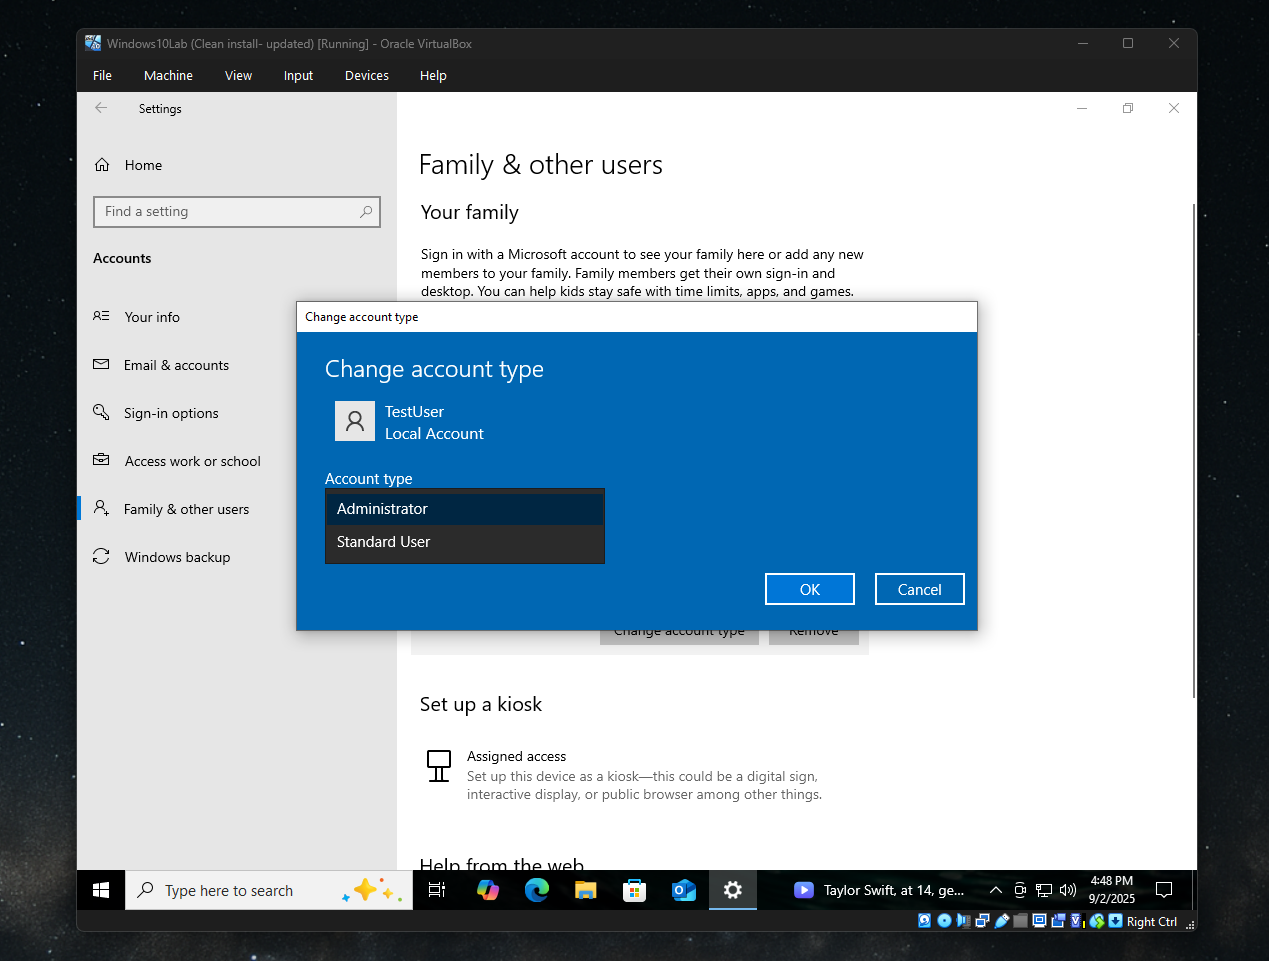 Windows10Lab (Clean install- updated) [Running] - Oracle VirtualBox
File Machine View Input Devices Help
Settings
Home
Find a setting
Accounts
Your info
Email & accounts
Sign-in options
Access work or school
Family & other users
Windows backup
Family & other users
Your family
Sign in with a Microsoft account to see your family here or add any new
members to your family. Family members get their own sign-in and
desktop. You can help kids stay safe with time limits, apps, and games.
Change account type
Change account type
TestUser
Local Account
Account type
Administrator
Standard User
OK Cancel
Change account type Remove
Set up a kiosk
Assigned access
Set up this device as a kiosk—this could be a digital sign,
interactive display, or public browser among other things.
Help from the web
Type here to search
Taylor Swift, at 14, ge...
4:48 PM
9/2/2025
Right Ctrl